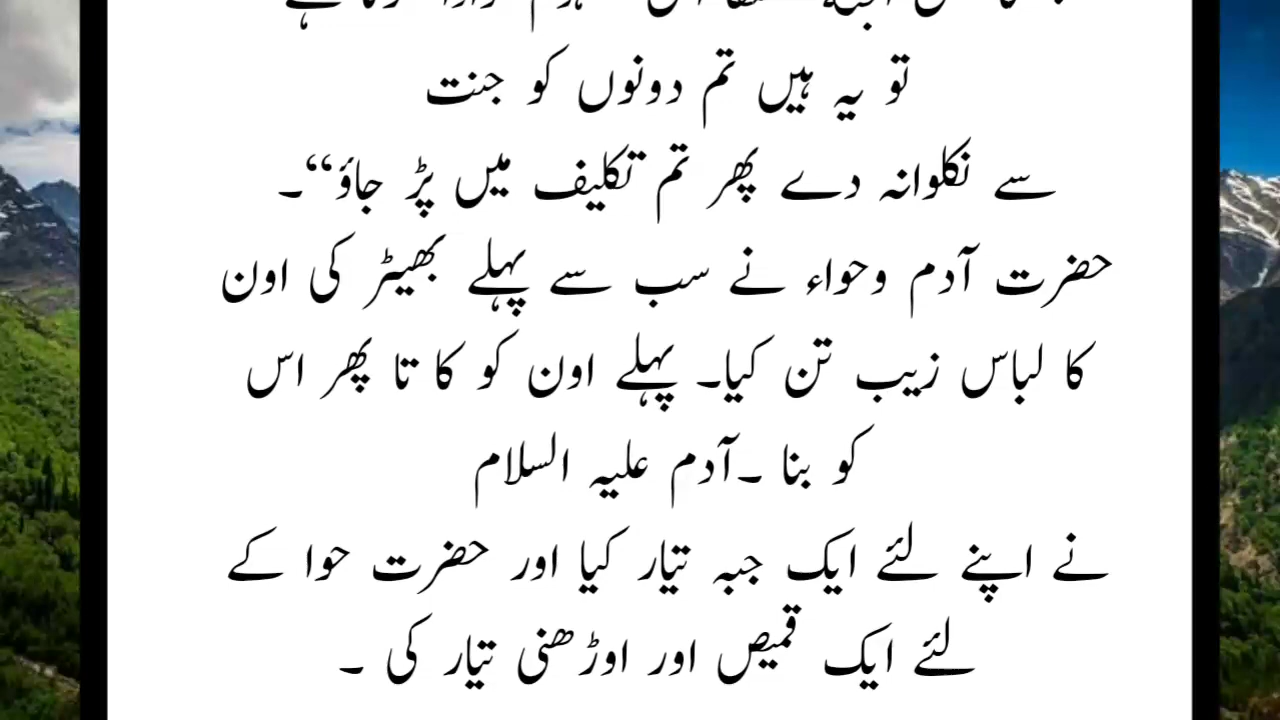 تو یہ ہیں تم دونوں کو جنت
سے نکلوانہ دے پھر تم تکلیف میں پڑ جاؤ“۔
حضرت آدم وحواء نے سب سے پہلے بھیڑ کی اون
کا لباس زیب تن کیا۔ پہلے اون کو کا تا پھر اس
کو بنا ۔آدم علیہ السلام
نے اپنے لئے ایک جبہ تیار کیا اور حضرت حوا کے
لئے ایک قمیص اور اوڑھنی تیار کی ۔